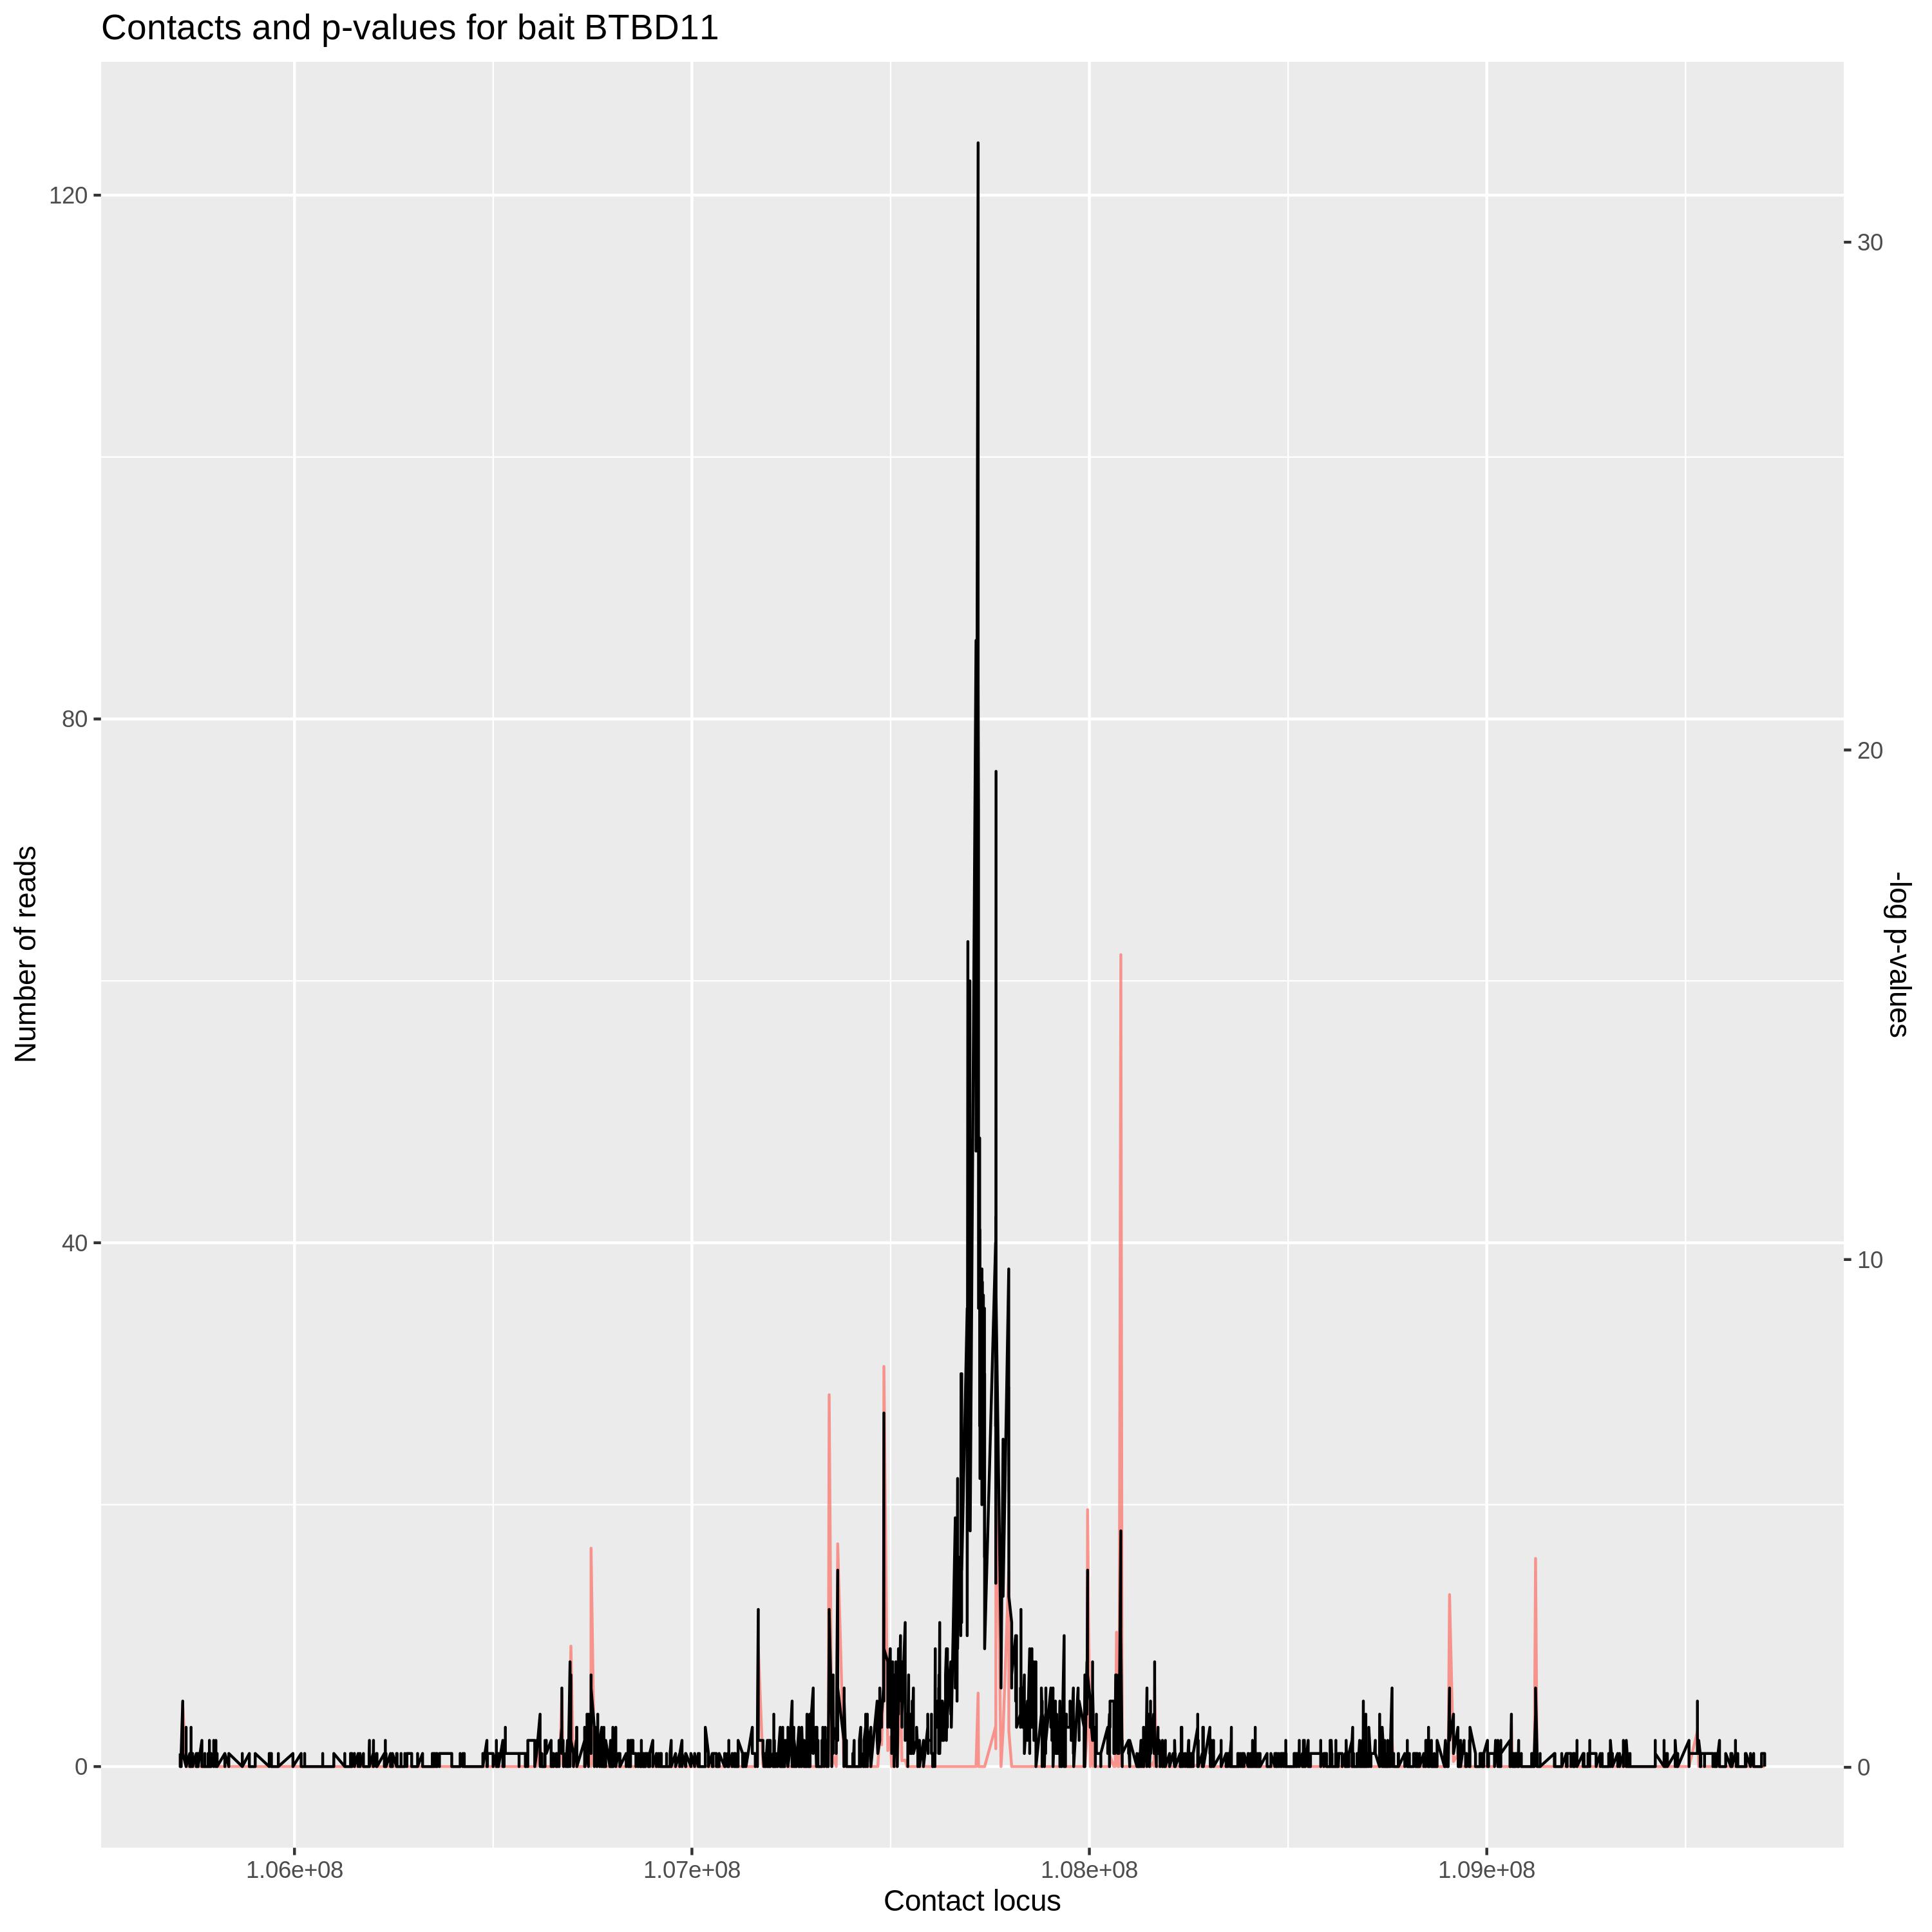 Contacts and p-values for bait BTBD11
120
80
40
0
Number of reads
30
20
10
0
-log p-values
1.06e+08
1.07e+08
1.08e+08
1.09e+08
Contact locus